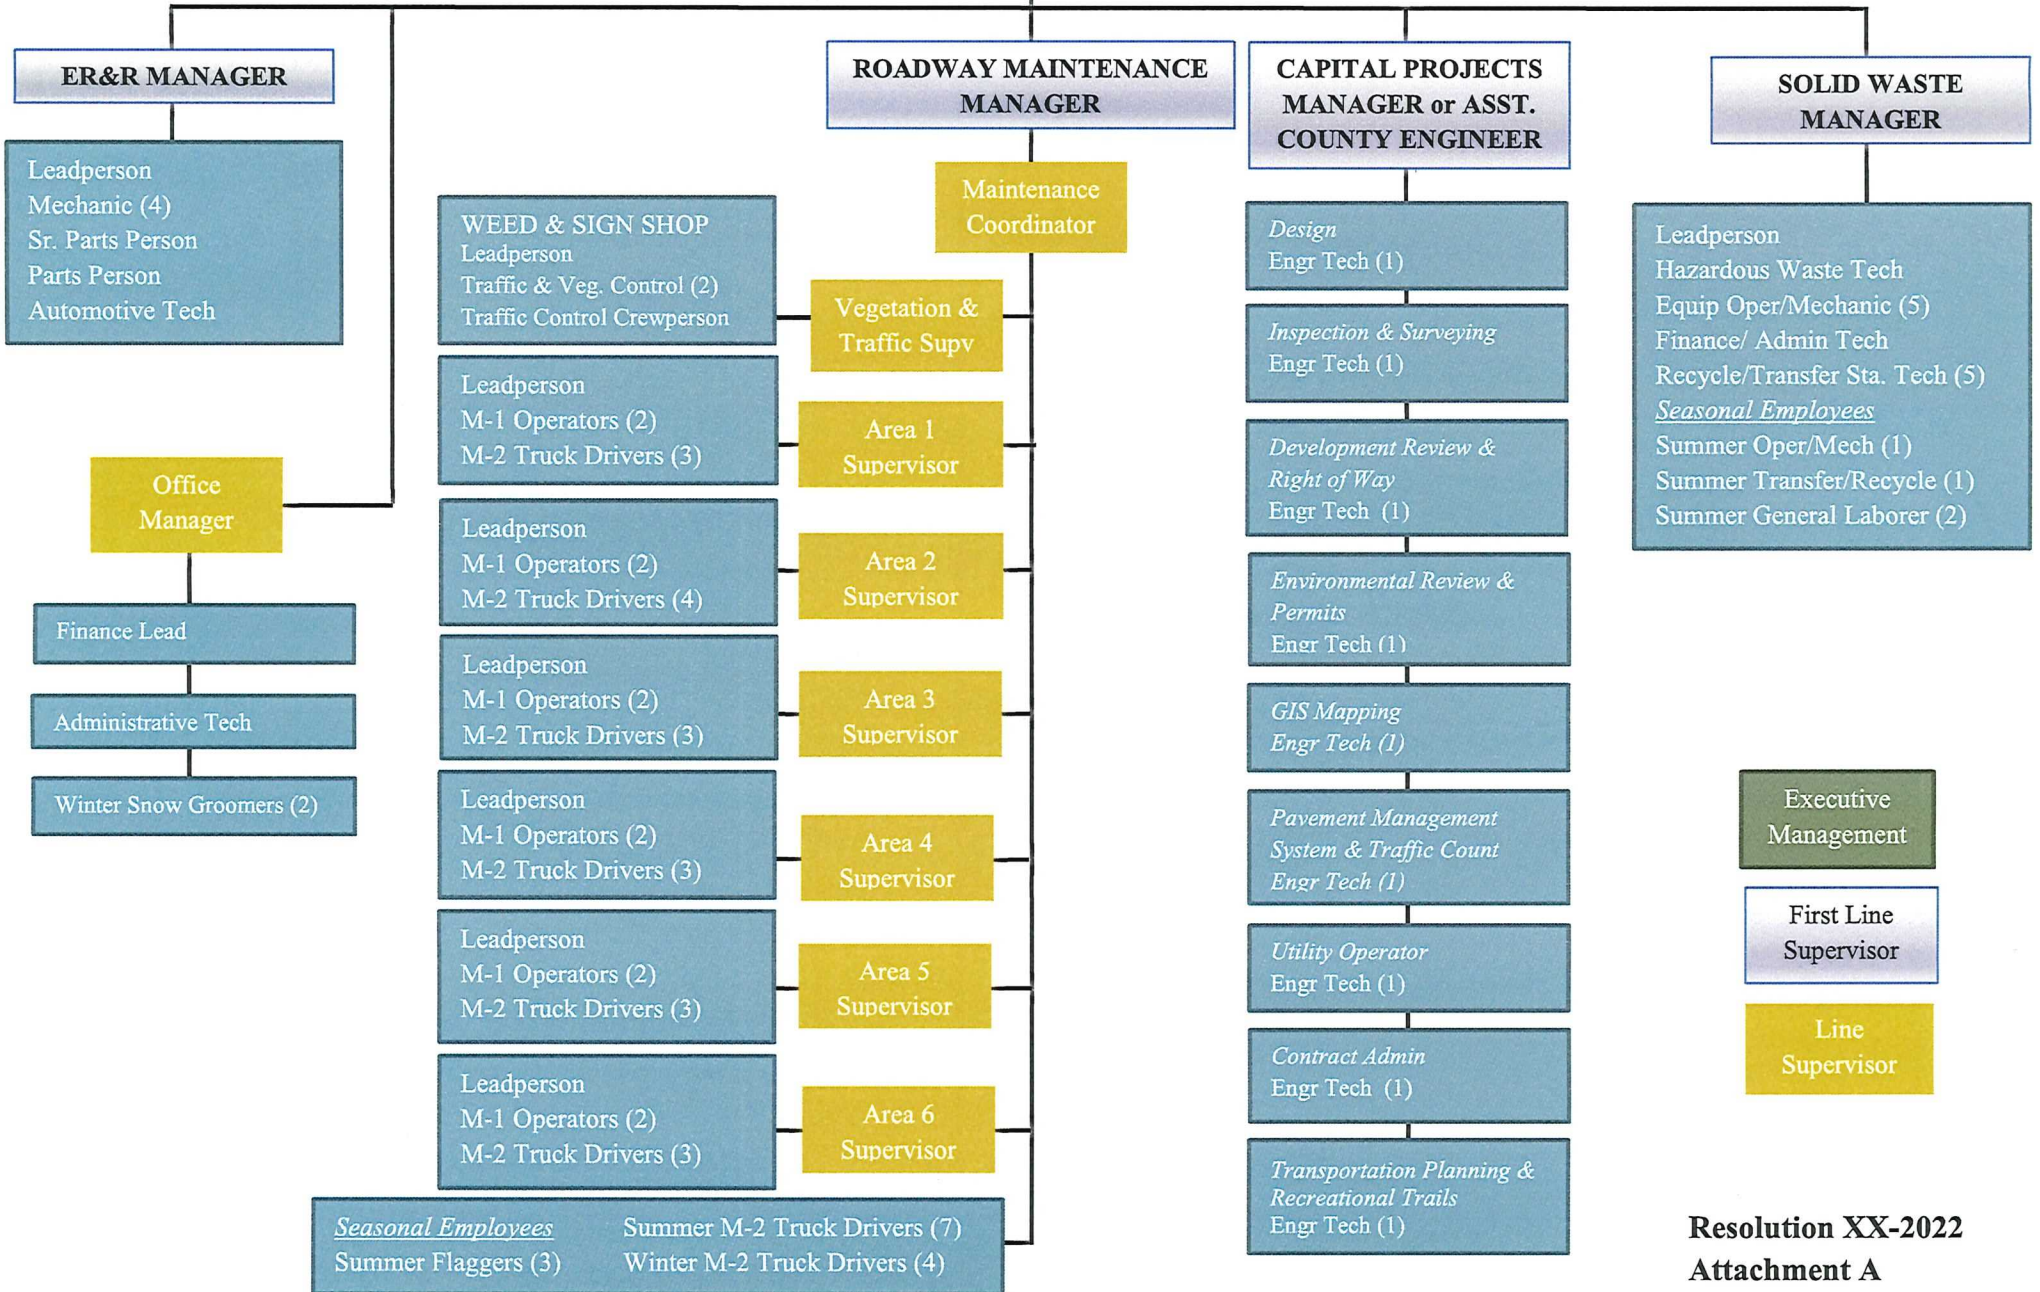 ER&R MANAGER
Leadperson
Mechanic (4)
Sr. Parts Person
Parts Person
Automotive Tech
Office
Manager
Finance Lead
Administrative Tech
Winter Snow Groomers (2)
ROADWAY MAINTENANCE
MANAGER
Maintenance
Coordinator
WEED & SIGN SHOP
Leadperson
Traffic & Veg. Control (2)
Traffic Control Crewperson
Vegetation &
Traffic Supv
Leadperson
M-1 Operators (2)
M-2 Truck Drivers (3)
Area 1
Supervisor
Leadperson
M-1 Operators (2)
M-2 Truck Drivers (4)
Area 2
Supervisor
Leadperson
M-1 Operators (2)
M-2 Truck Drivers (3)
Area 3
Supervisor
Leadperson
M-1 Operators (2)
M-2 Truck Drivers (3)
Area 4
Supervisor
Leadperson
M-1 Operators (2)
M-2 Truck Drivers (3)
Area 5
Supervisor
Leadperson
M-1 Operators (2)
M-2 Truck Drivers (3)
Area 6
Supervisor
Seasonal Employees Summer M-2 Truck Drivers (7)
Summer Flaggers (3) Winter M-2 Truck Drivers (4)
CAPITAL PROJECTS
MANAGER or ASST.
COUNTY ENGINEER
Design
Engr Tech (1)
Inspection & Surveying
Engr Tech (1)
Development Review &
Right of Way
Engr Tech (1)
Environmental Review &
Permits
Engr Tech (1)
GIS Mapping
Engr Tech (1)
Pavement Management
System & Traffic Count
Engr Tech (1)
Utility Operator
Engr Tech (1)
Contract Admin
Engr Tech (1)
Transportation Planning &
Recreational Trails
Engr Tech (1)
SOLID WASTE
MANAGER
Leadperson
Hazardous Waste Tech
Equip Oper/Mechanic (5)
Finance/ Admin Tech
Recycle/Transfer Sta. Tech (5)
Seasonal Employees
Summer Oper/Mech (1)
Summer Transfer/Recycle (1)
Summer General Laborer (2)
Executive
Management
First Line
Supervisor
Line
Supervisor
Resolution XX-2022
Attachment A